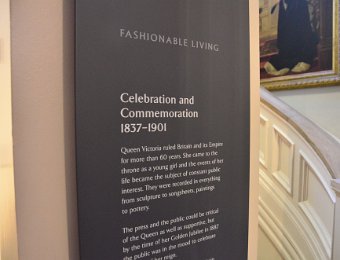 FASHIONABLE LIVING
Celebration and
Commemoration
1837–1901
Queen Victoria ruled Britain and its Empire
for more than 60 years. She came to the
throne as a young girl and the events of her
life became the subject of constant public
interest. They were recorded in everything
from sculpture to songsheets, paintings
to pottery.
The press and the public could be critical
of the Queen as well as supportive, but
by the time of her Golden Jubilee in 1887
the public was in the mood to celebrate
her reign.